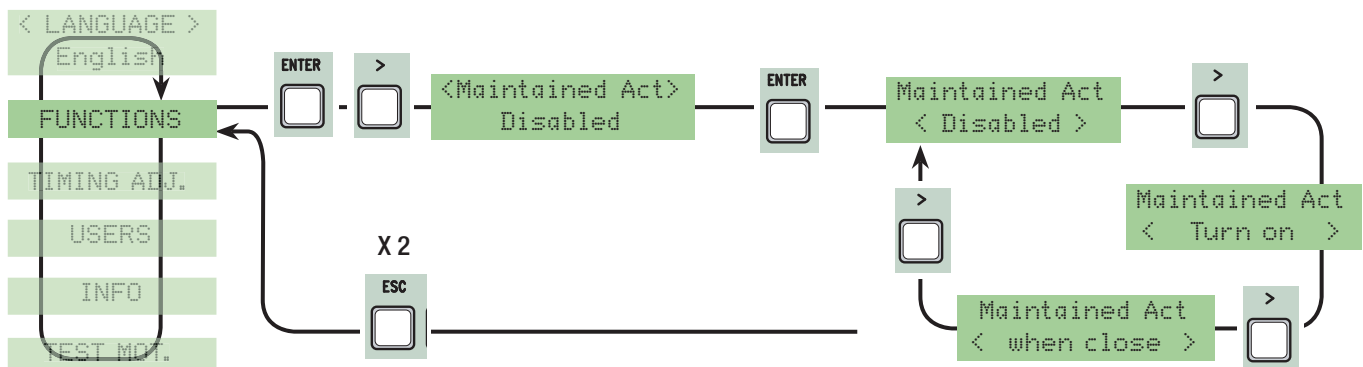 < LANGUAGE >
English
FUNCTIONS
TIMING ADJ.
USERS
INFO
TEST MOT.
ENTER
>
<Maintained Act>
Disabled
ENTER
Maintained Act
< Disabled >
>
Maintained Act
< Turn on >
>
Maintained Act
< when close >
>
X 2
ESC